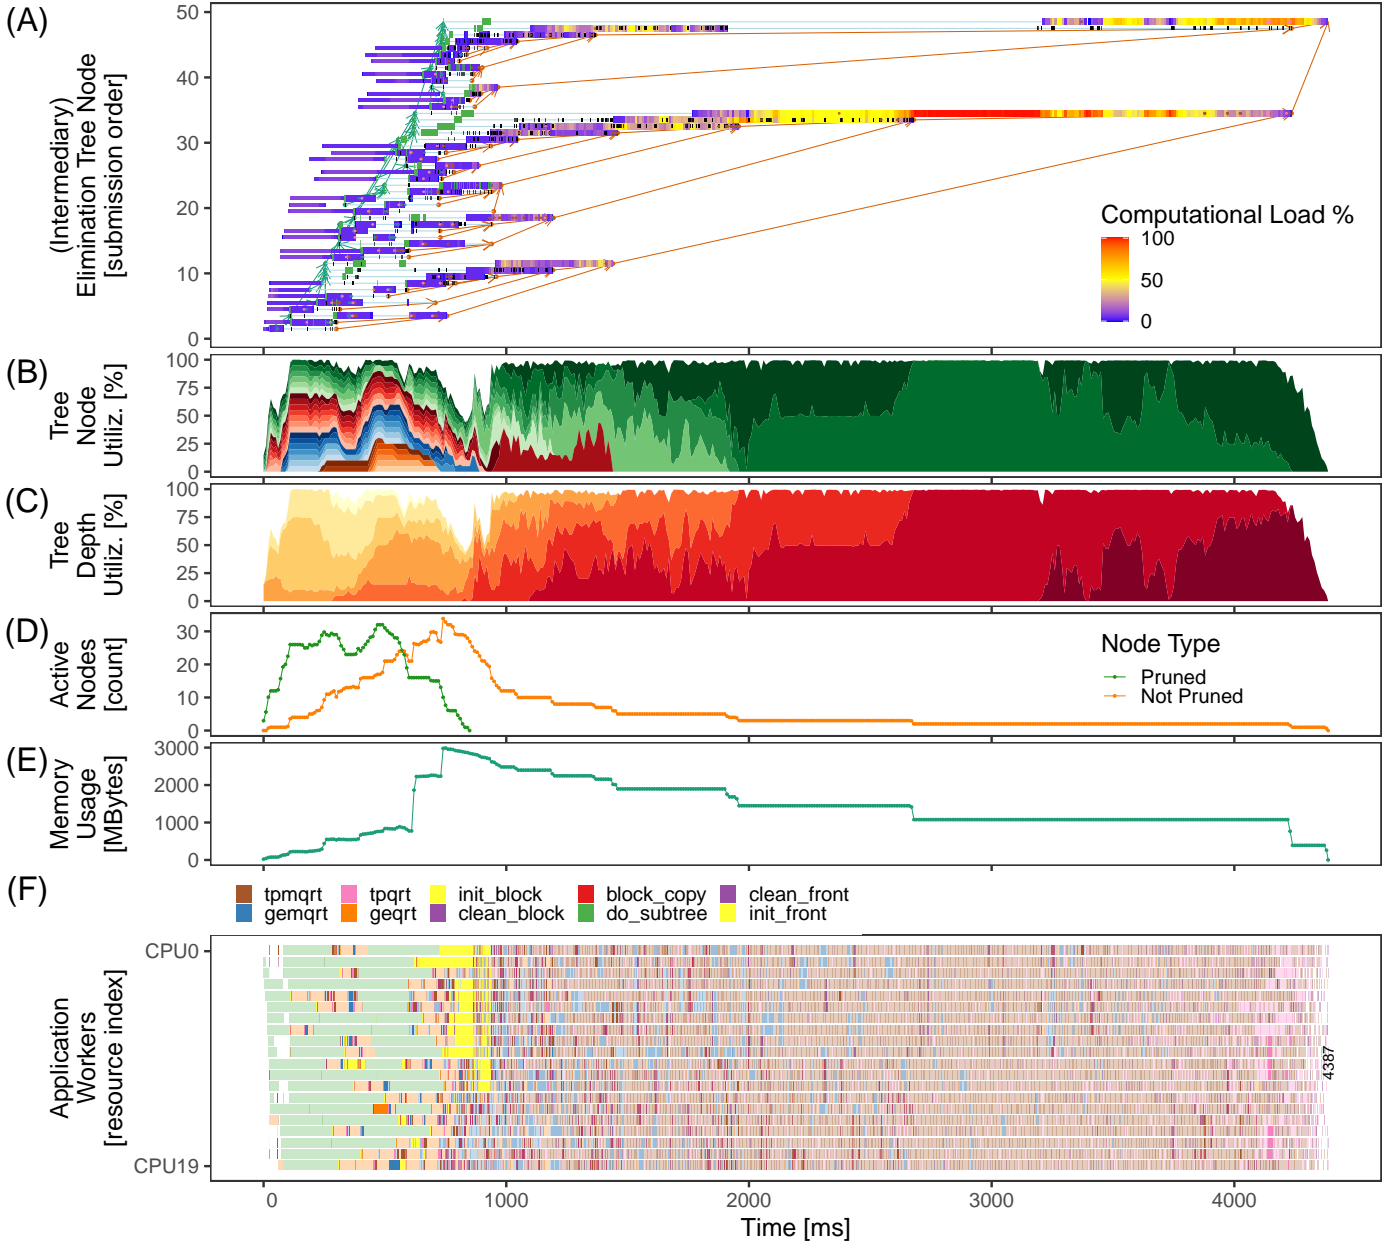 (A)
(Intermediary)
Elimination Tree Node
[submission order]
50
40
30
20
10
0
Computational Load %
100
50
0
(B)
Tree
Node
Utiliz. [%]
100
75
50
25
0
(C)
Tree
Depth
Utiliz. [%]
100
75
50
25
0
(D)
Active
Nodes
[count]
30
20
10
0
Node Type
Pruned
Not Pruned
(E)
Memory
Usage
[MBytes]
3000
2000
1000
0
(F)
tpmqrt tpqrt init_block block_copy clean_front
gemqrt geqrt clean_block do_subtree init_front
Application
Workers
[resource index]
CPU0
CPU19
4387
0 1000 2000 3000 4000
Time [ms]